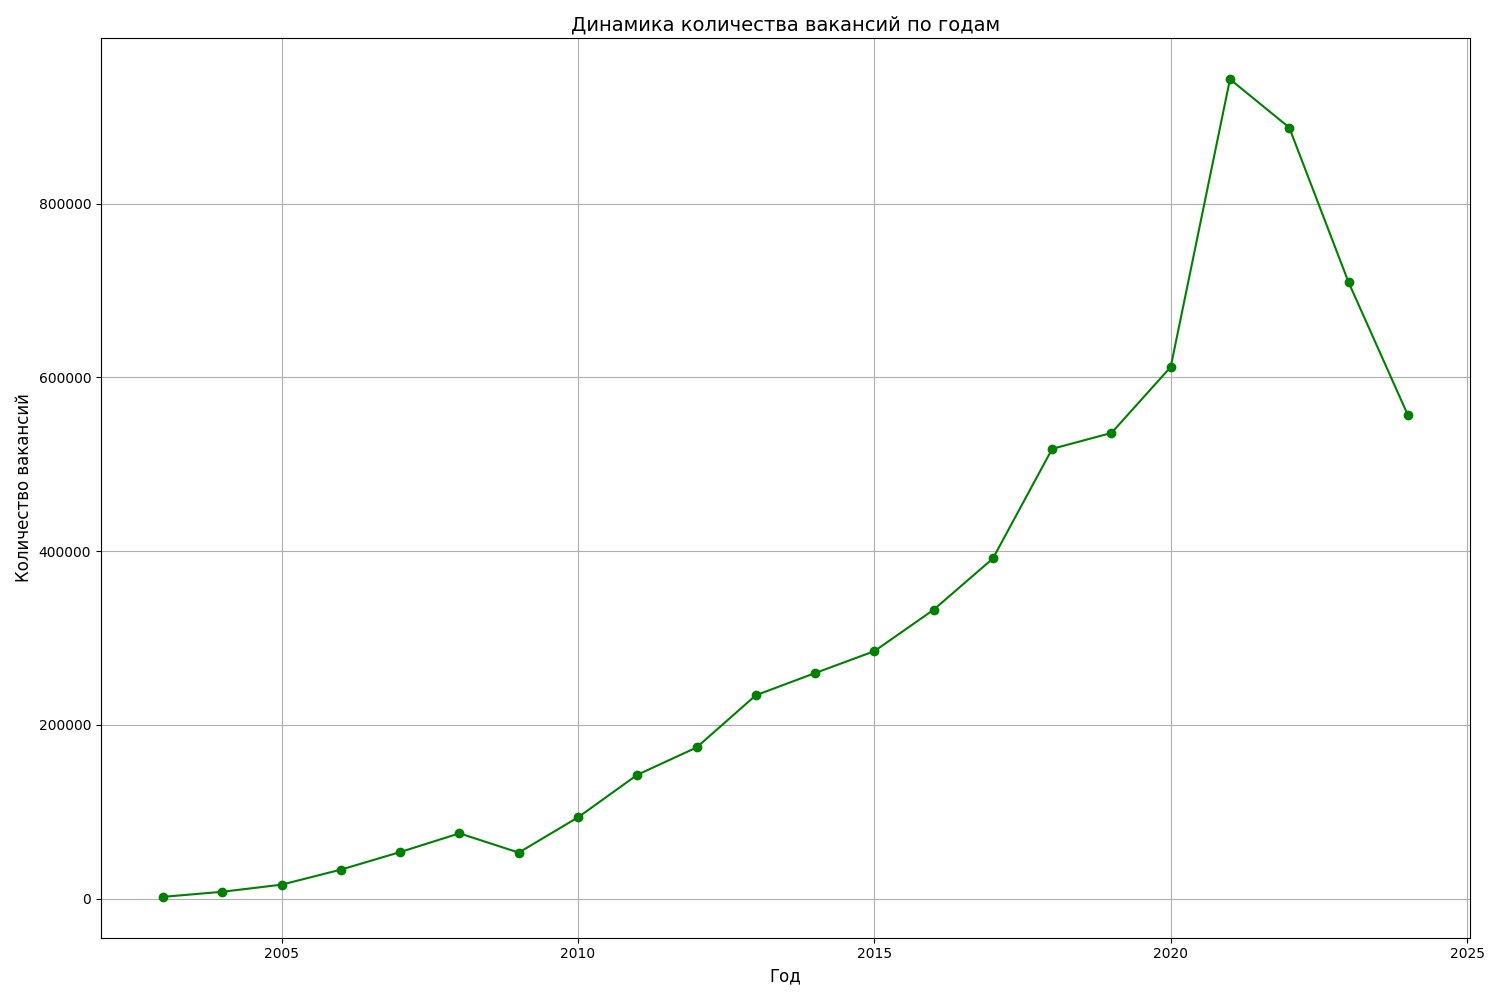 Динамика количества вакансий по годам
Количество вакансий
800000
600000
400000
200000
0
2005 2010 2015 2020 2025
Год